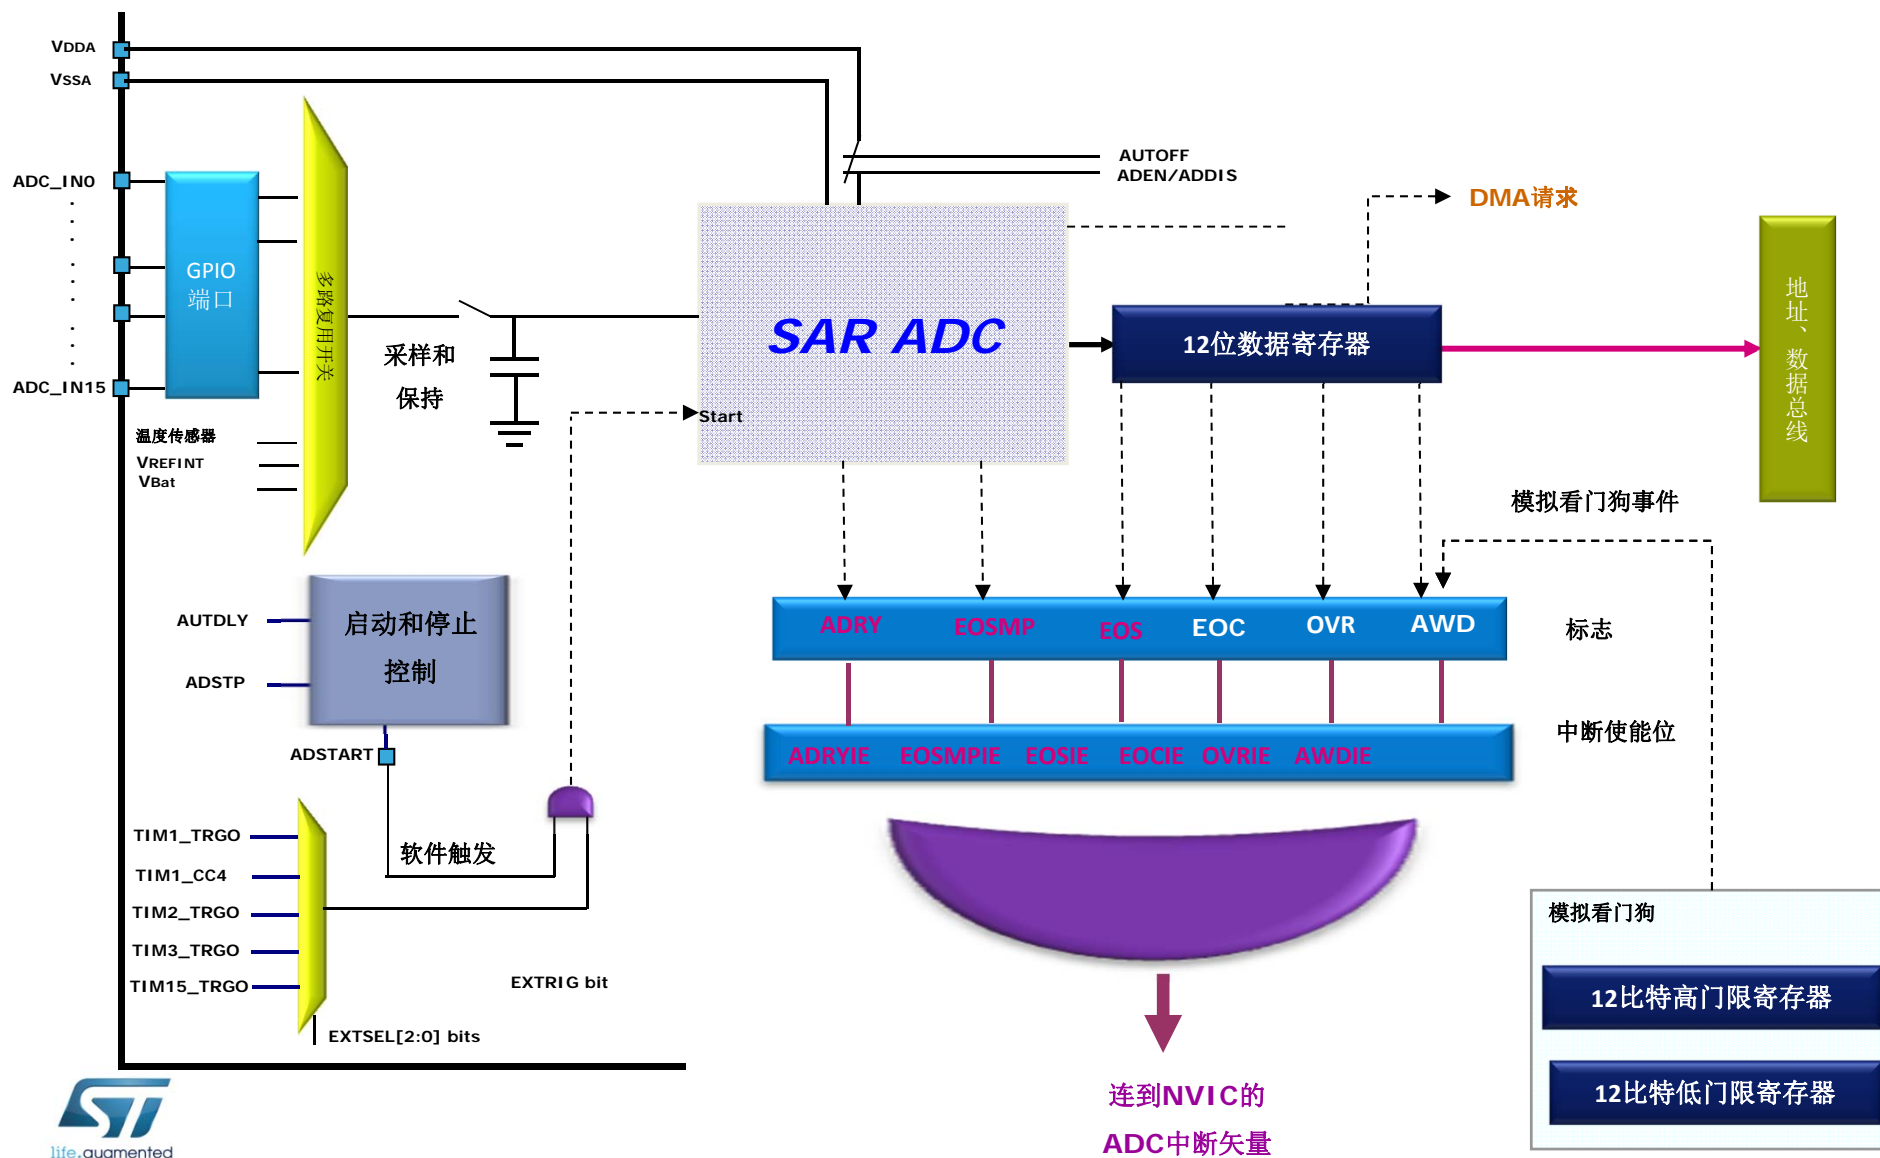 VDDA
VSSA
AUTOFF
ADEN/ADDIS
ADC_IN0
ADC_IN15
GPIO
端口
多路复用开关
温度传感器
VREFINT
VBat
采样和
保持
SAR ADC
Start
DMA请求
12位数据寄存器
地址、数据总线
模拟看门狗事件
ADRY
EOSMP
EOS
EOC
OVR
AWD
标志
ADRYIE
EOSMPIE
EOSIE
EOCIE
OVRIE
AWDIE
中断使能位
AUTDLY
ADSTP
启动和停止
控制
ADSTART
软件触发
TIM1_TRGO
TIM1_CC4
TIM2_TRGO
TIM3_TRGO
TIM15_TRGO
EXTRIG bit
EXTSEL[2:0] bits
模拟看门狗
12比特高门限寄存器
12比特低门限寄存器
连到NVIC的
ADC中断矢量
ST
life.augmented